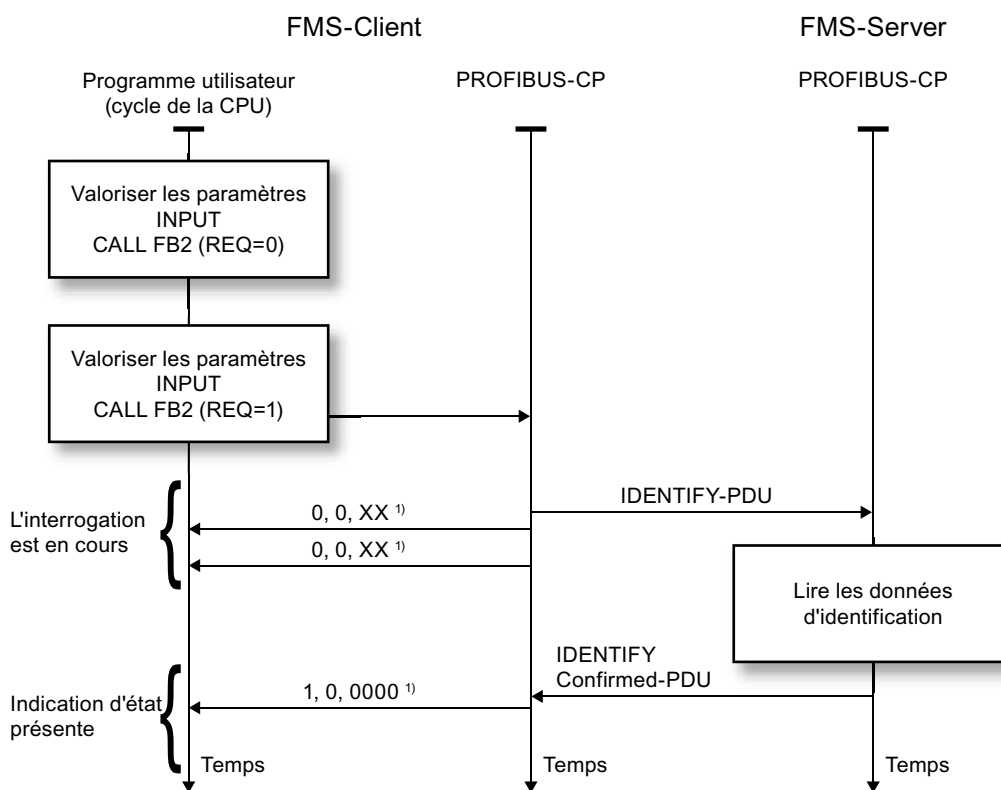 FMS-Client
FMS-Server
Programme utilisateur
(cycle de la CPU)
PROFIBUS-CP
PROFIBUS-CP
Valoriser les paramètres
INPUT
CALL FB2 (REQ=0)
Valoriser les paramètres
INPUT
CALL FB2 (REQ=1)
L'interrogation
est en cours
0, 0, XX 1)
0, 0, XX 1)
IDENTIFY-PDU
Lire les données
d'identification
IDENTIFY
Confirmed-PDU
Indication d'état
présente
1, 0, 0000 1)
Temps
Temps
Temps